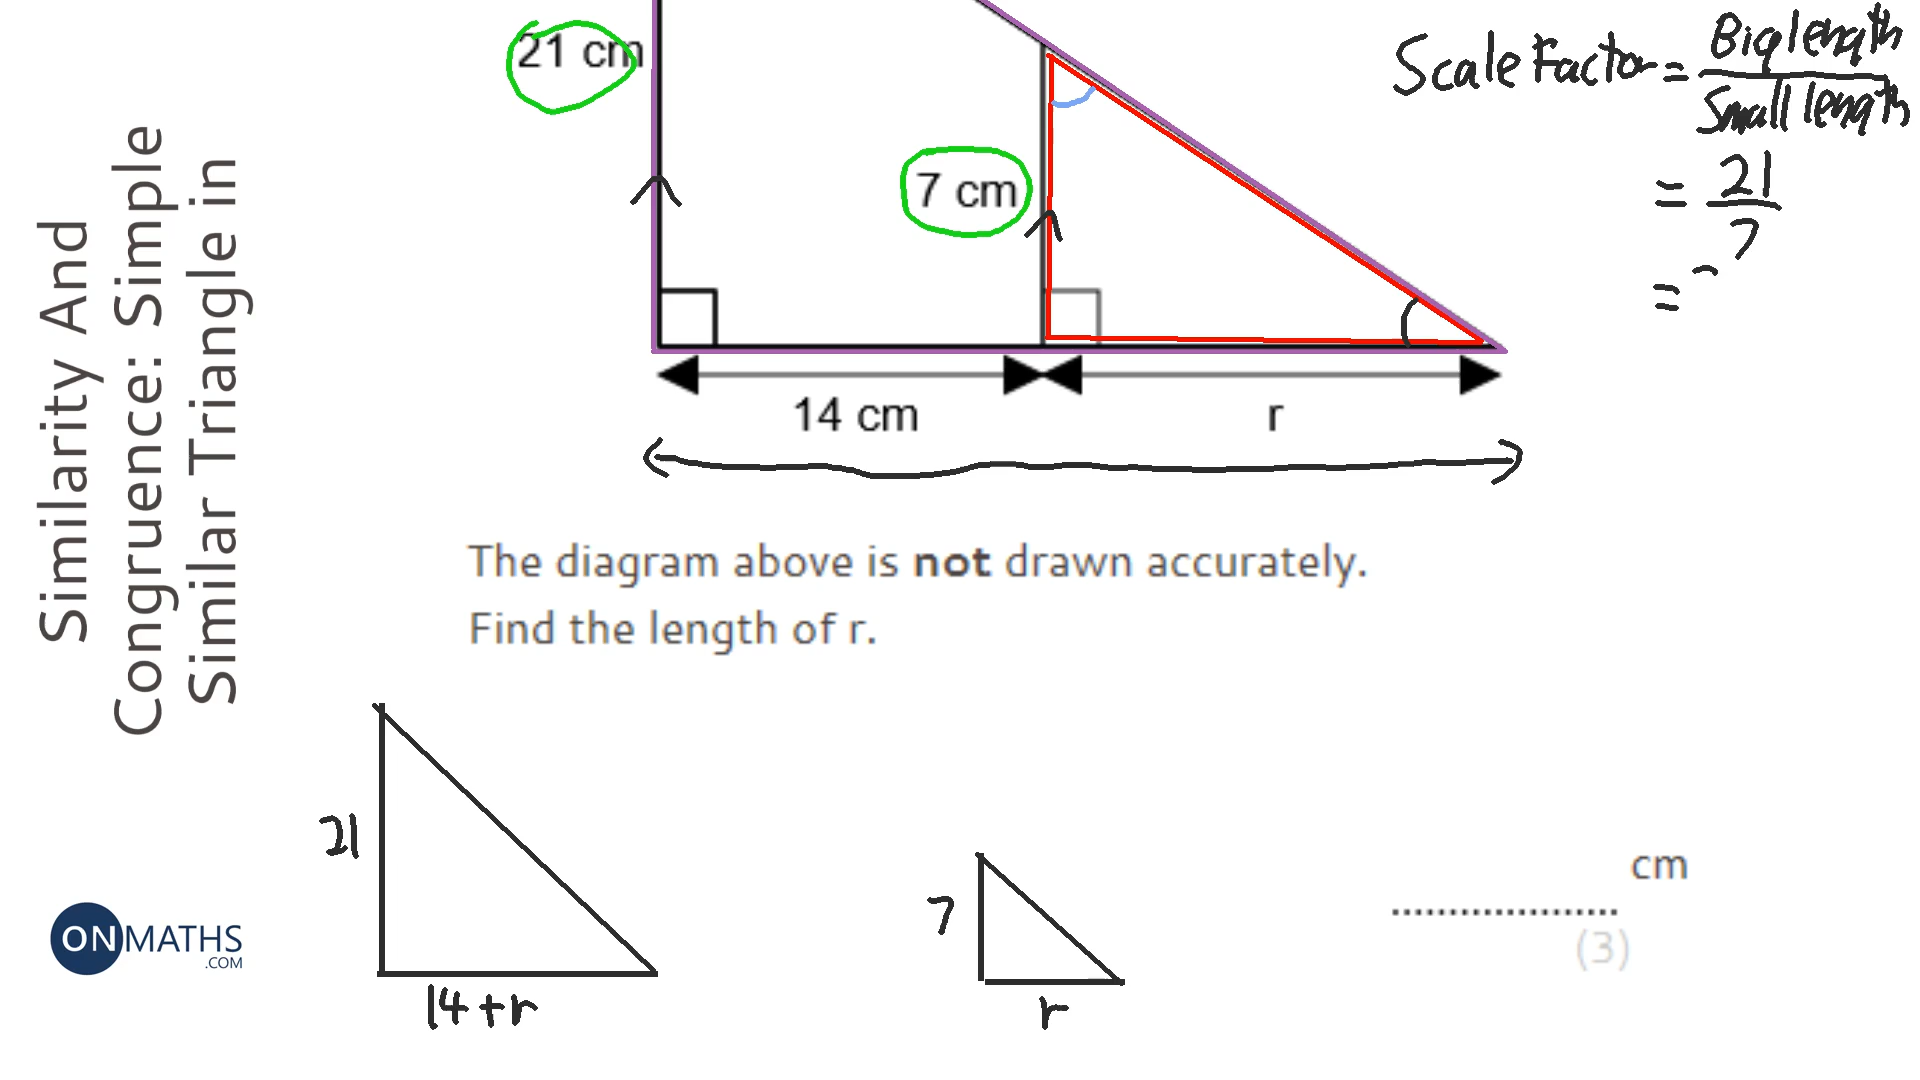 Similarity And
Congruence: Simple
Similar Triangle in
21 cm
7 cm
14 cm
r
Scale Factor = Big length
Small length
= 21
7
=
The diagram above is not drawn accurately.
Find the length of r.
21
14+r
7
r
cm
(3)
ONMATHS
.COM